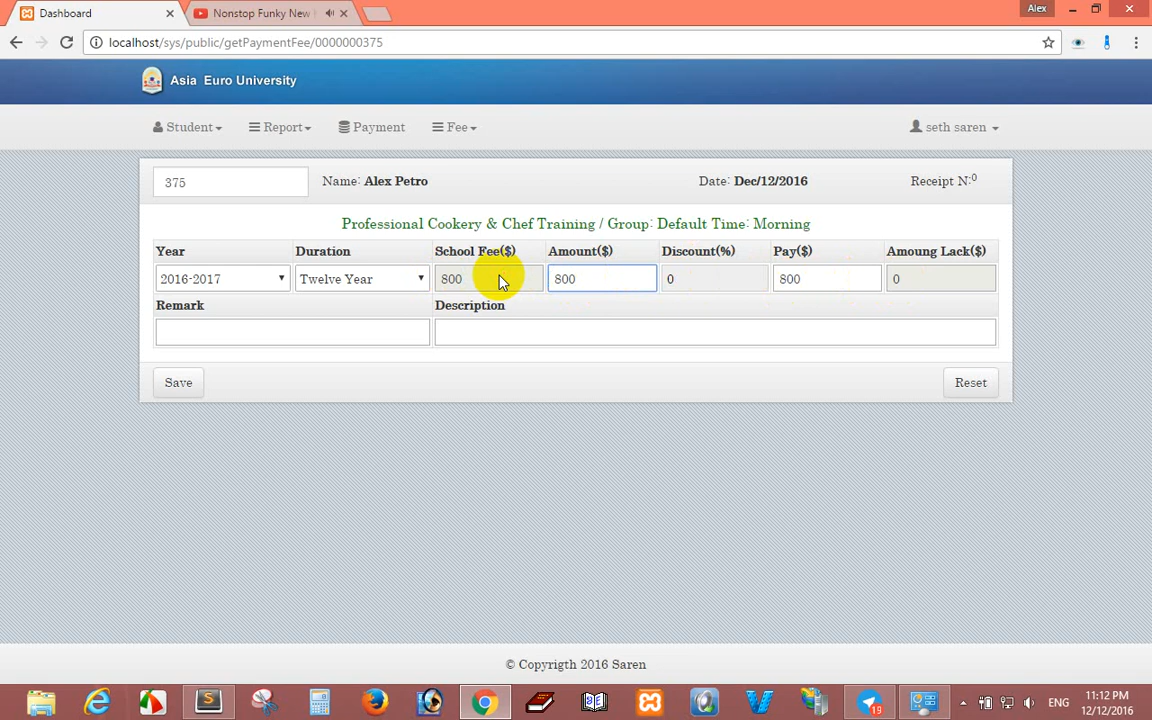 Dashboard
Nonstop Funky New
Alex
localhost/sys/public/getPaymentFee/0000000375
Asia Euro University
Student
Report
Payment
Fee
seth saren
375
Name: Alex Petro
Date: Dec/12/2016
Receipt N:0
Professional Cookery & Chef Training / Group: Default Time: Morning
Year Duration School Fee($) Amount($) Discount(%) Pay($) Amoung Lack($)
2016-2017 Twelve Year 800 800 0 800 0
Remark Description
Save Reset
© Copyrigth 2016 Saren
19
ENG
11:12 PM
12/12/2016